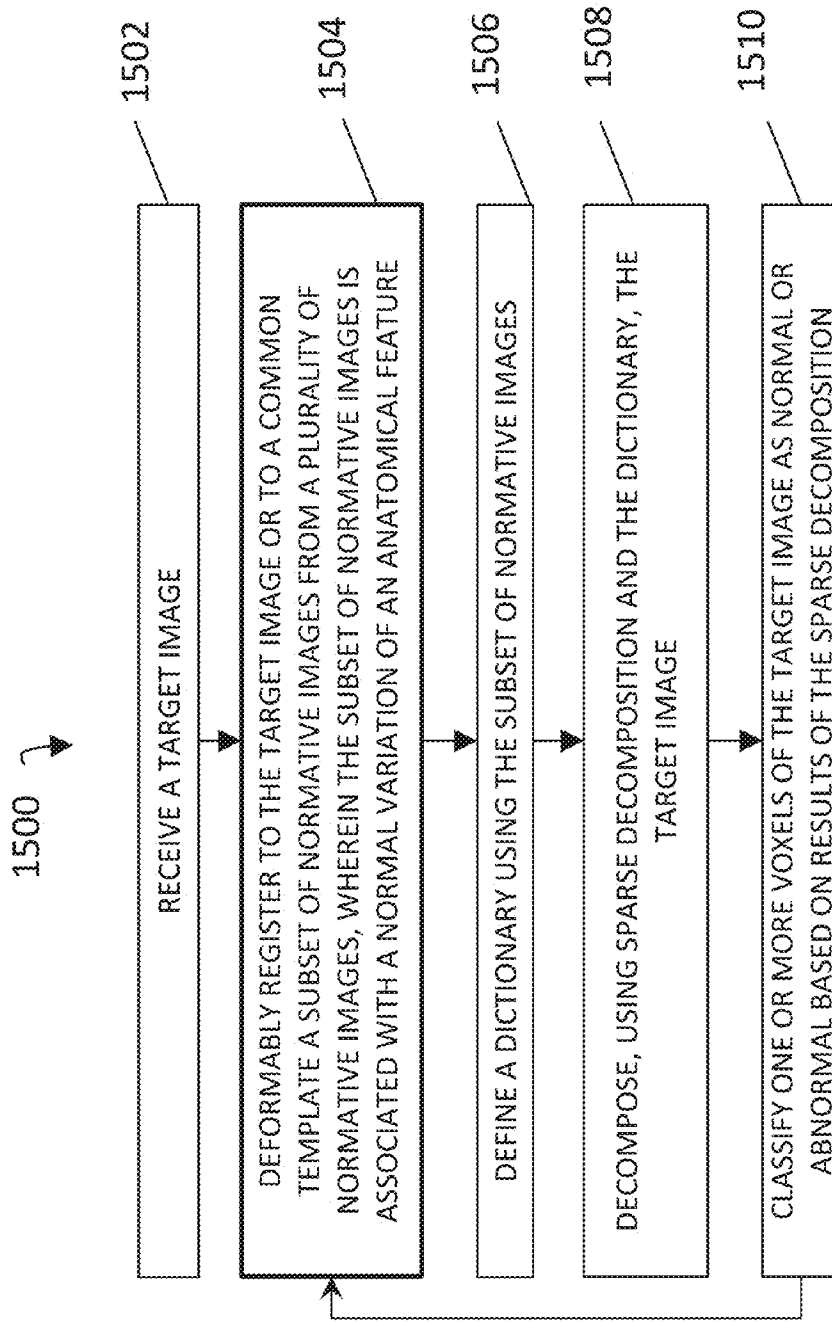 1500
RECEIVE A TARGET IMAGE
1502
DEFORMABLY REGISTER TO THE TARGET IMAGE OR TO A COMMON
TEMPLATE A SUBSET OF NORMATIVE IMAGES FROM A PLURALITY OF
NORMATIVE IMAGES, WHEREIN THE SUBSET OF NORMATIVE IMAGES IS
ASSOCIATED WITH A NORMAL VARIATION OF AN ANATOMICAL FEATURE
1504
DEFINE A DICTIONARY USING THE SUBSET OF NORMATIVE IMAGES
1506
DECOMPOSE, USING SPARSE DECOMPOSITION AND THE DICTIONARY, THE
TARGET IMAGE
1508
CLASSIFY ONE OR MORE VOXELS OF THE TARGET IMAGE AS NORMAL OR
ABNORMAL BASED ON RESULTS OF THE SPARSE DECOMPOSITION
1510